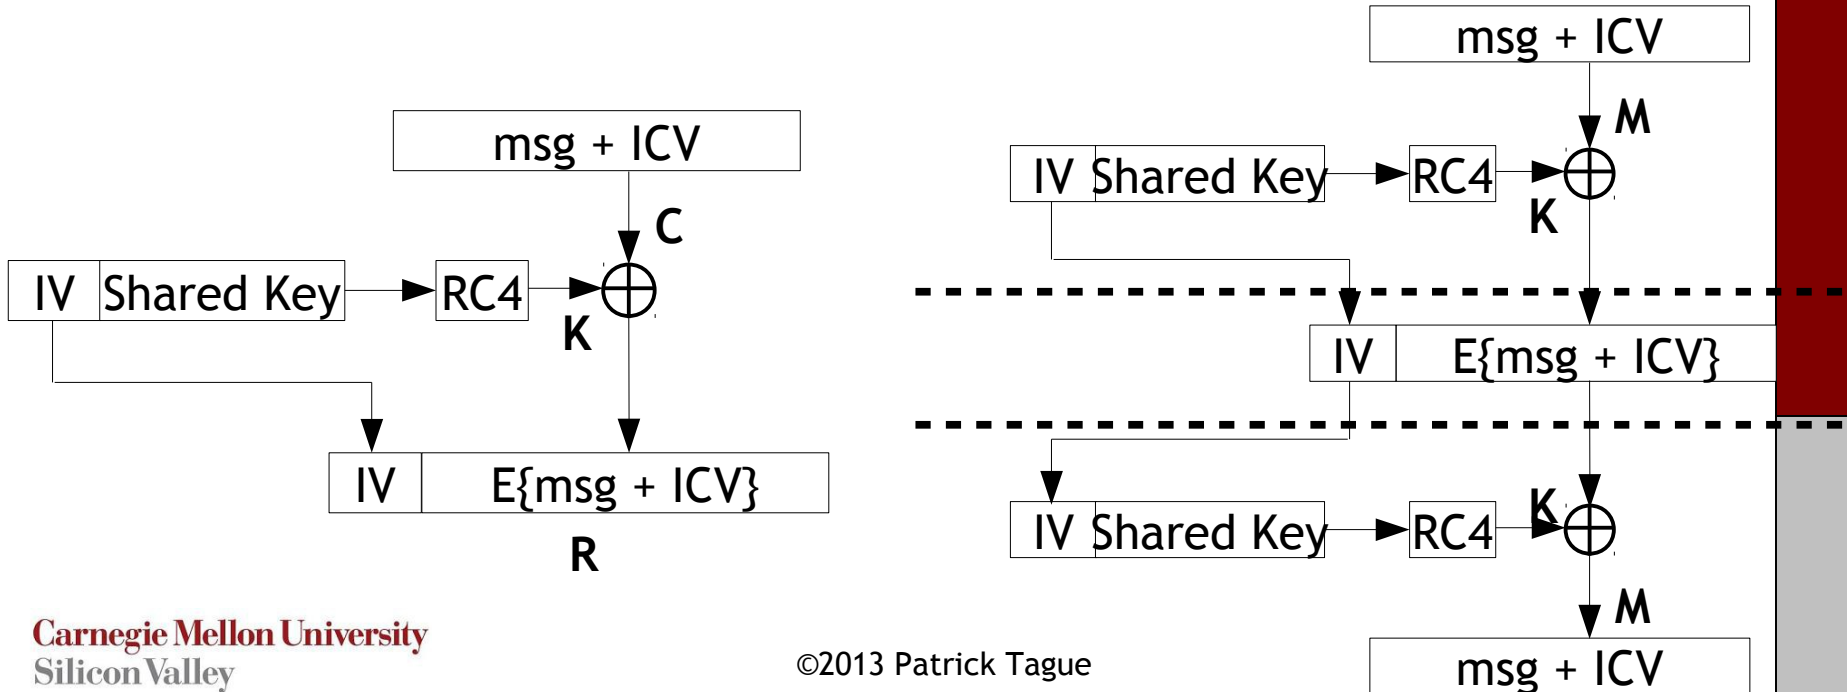 msg + ICV
C
IV Shared Key RC4
K
IV E{msg + ICV}
R
msg + ICV
M
IV Shared Key RC4
K
IV E{msg + ICV}
K
IV Shared Key RC4
M
msg + ICV
Carnegie Mellon University
Silicon Valley
©2013 Patrick Tague